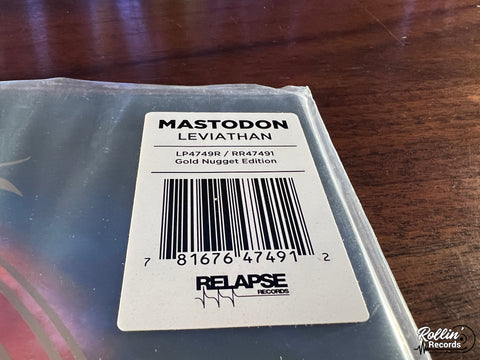 MASTODON
LEVIATHAN
LP4749R / RR47491
Gold Nugget Edition
7 81676 47491 2
RELAPSE
RECORDS
Rollin'
Records